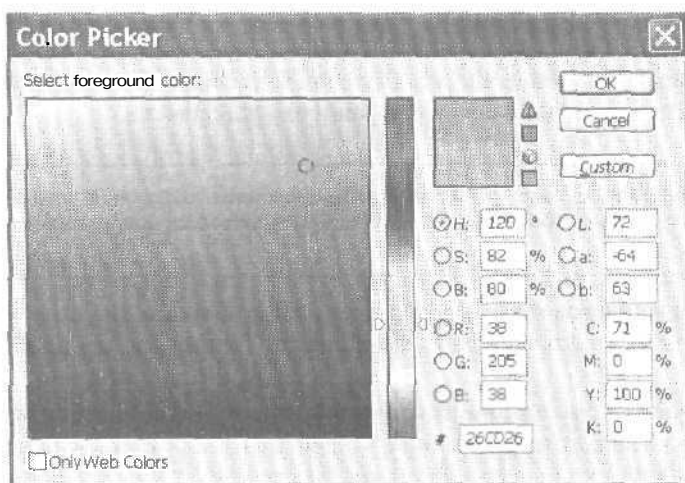 Color Picker
Select foreground color:
OK
Cancel
Custom
H: 120 °
S: 82 %
B: 80 %
L: 72
a: -64
b: 63
R: 38
G: 205
B: 38
C: 71 %
M: 0 %
Y: 100 %
K: 0 %
# 26CD26
Only Web Colors